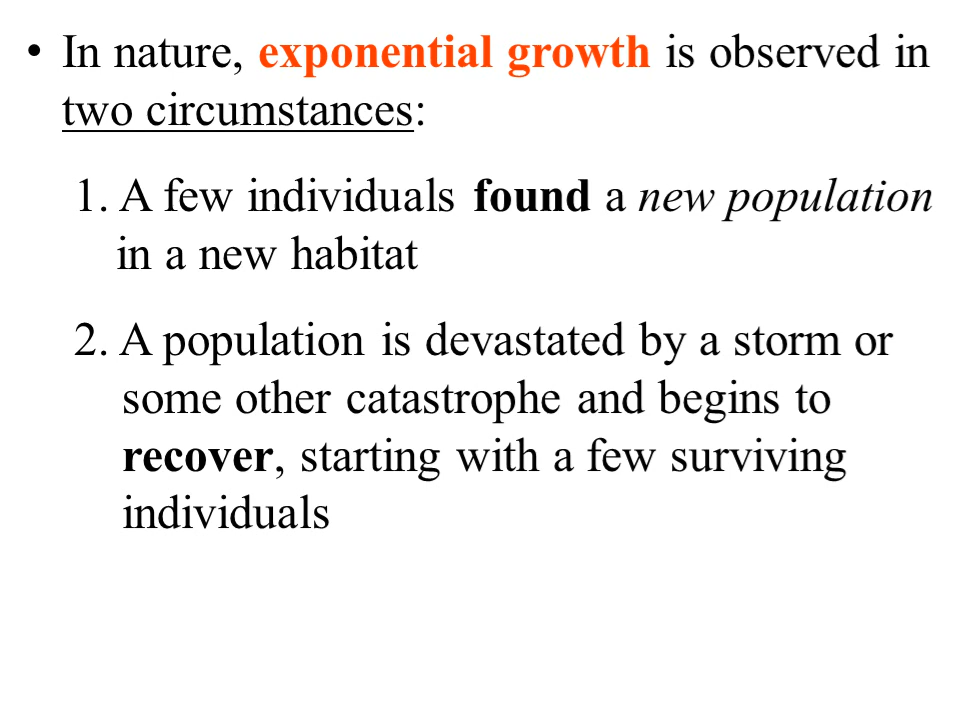 • In nature, exponential growth is observed in
two circumstances:
1. A few individuals found a new population
in a new habitat
2. A population is devastated by a storm or
some other catastrophe and begins to
recover, starting with a few surviving
individuals